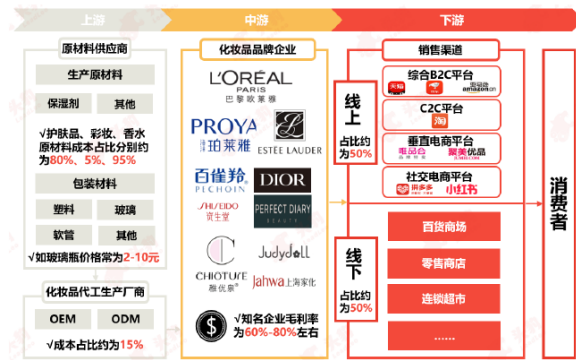 上游
中游
下游
原材料供应商
生产原材料
保湿剂
其他
√护肤品、彩妆、香水
原材料成本占比分别约
为80%、5%、95%
包装材料
塑料
玻璃
软管
其他
√如玻璃瓶价格常为2-10元
化妆品代工生产厂商
OEM
ODM
√成本占比约为15%
化妆品品牌企业
L'ORÉAL
PARIS
巴黎欧莱雅
PROYA
珀莱雅
ESTĒE LAUDER
百雀羚
PECHOIN
DIOR
SHISEIDO
资生堂
PERFECT DIARY
BEAUTY
CHIOTURE
稚优泉
Judydoll
Jahwa上海家化
$
√知名企业毛利率
为60%-80%左右
销售渠道
线上
占比约
为50%
综合B2C平台
天猫
亚马逊
amazon.cn
C2C平台
淘
垂直电商平台
唯品会
聚美优品
社交电商平台
拼多多
小红书
线下
占比约
为50%
百货商场
零售商店
连锁超市
……
消费者